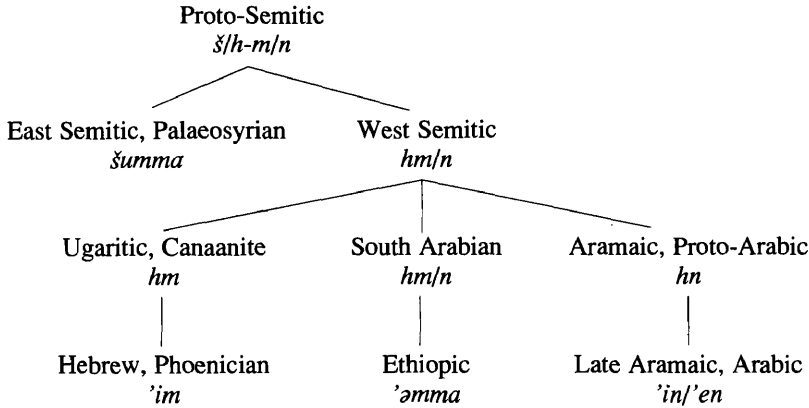 Proto-Semitic
š/h-m/n
East Semitic, Palaeosyrian West Semitic
šumma hm/n
Ugaritic, Canaanite South Arabian Aramaic, Proto-Arabic
hm hm/n hn
Hebrew, Phoenician Ethiopic Late Aramaic, Arabic
’im ’əmma ’in/’en